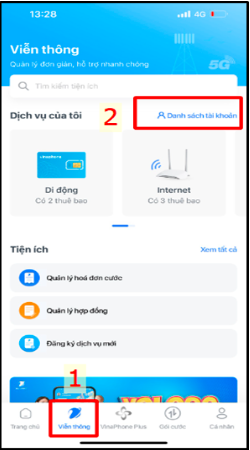 13:28
4G
Viễn thông
Quản lý đơn giản, hỗ trợ nhanh chóng
5G
Tìm kiếm tiện ích
Dịch vụ của tôi
2
Danh sách tài khoản
Di động
Có 2 thuê bao
Internet
Có 3 thuê bao
Tiện ích
Xem tất cả
Quản lý hoá đơn cước
Quản lý hợp đồng
Đăng ký dịch vụ mới
1
Trang chủ
Viễn thông
VinaPhone Plus
Gói cước
Cá nhân